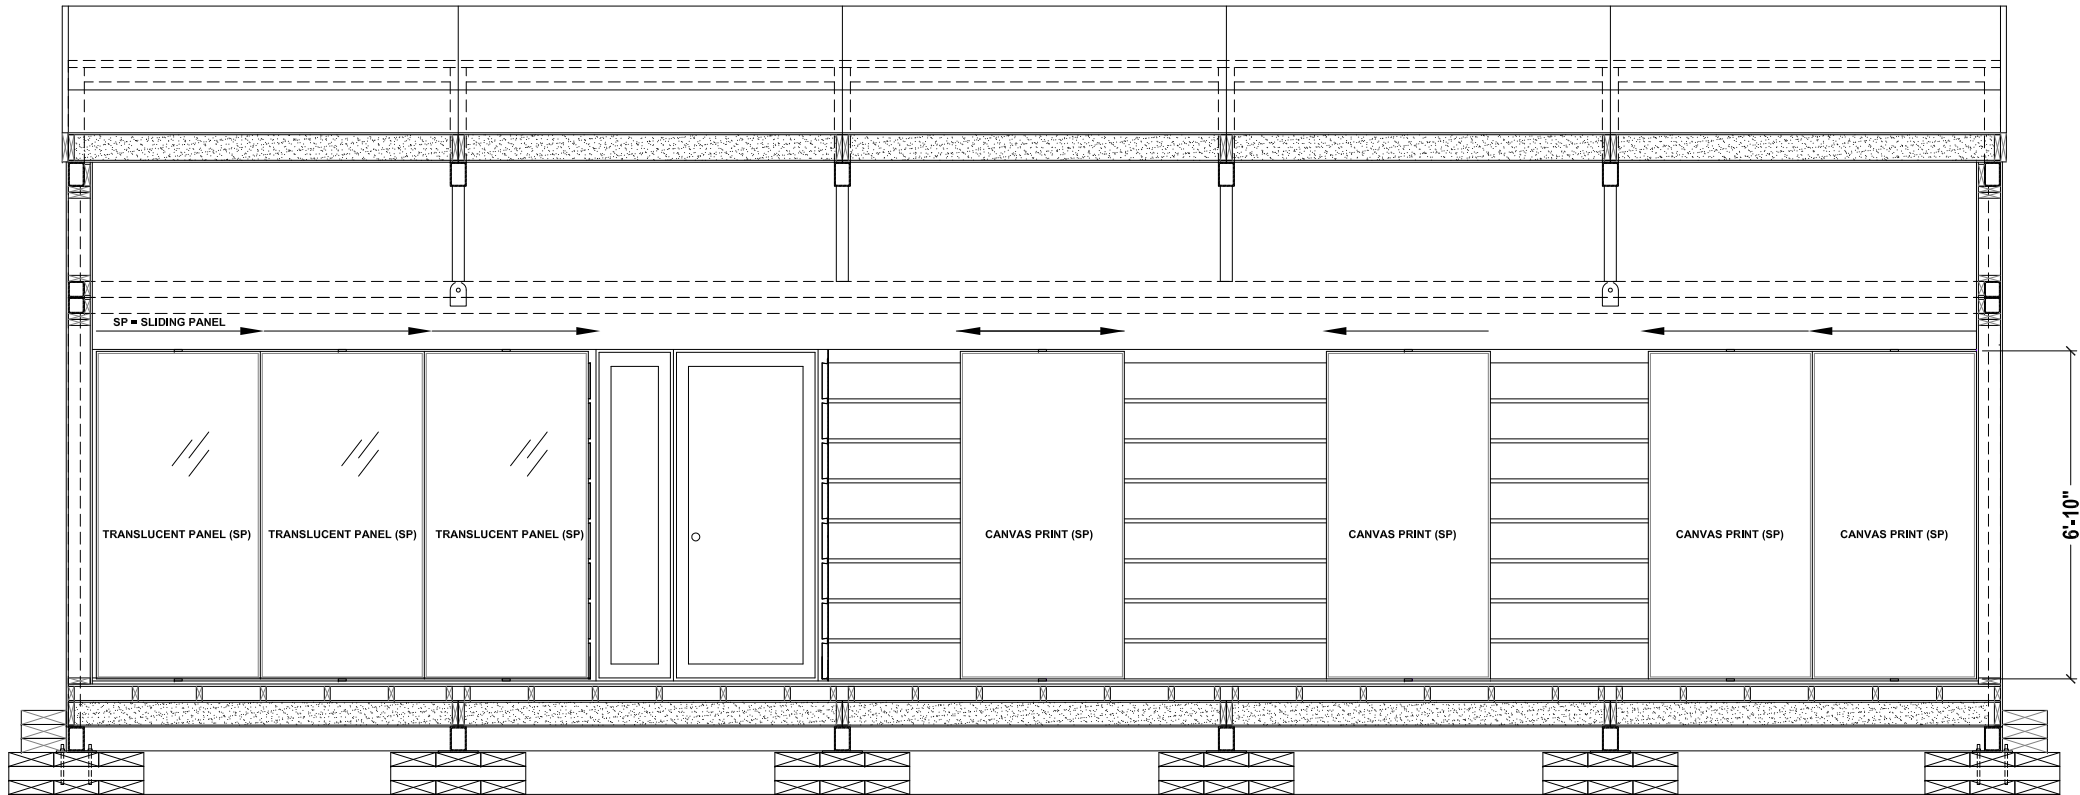 SP = SLIDING PANEL
TRANSLUCENT PANEL (SP)
TRANSLUCENT PANEL (SP)
TRANSLUCENT PANEL (SP)
CANVAS PRINT (SP)
CANVAS PRINT (SP)
CANVAS PRINT (SP)
CANVAS PRINT (SP)
6'-10"